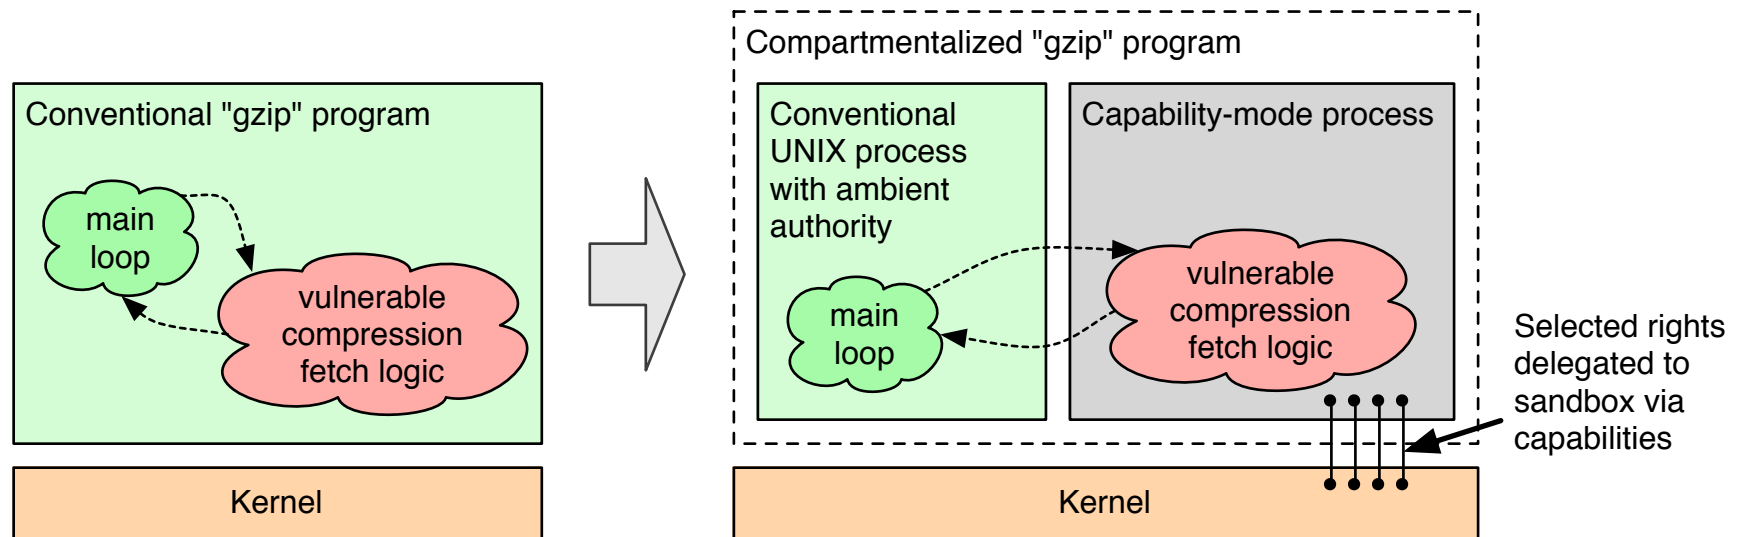 Conventional "gzip" program
main
loop
vulnerable
compression
fetch logic
Kernel
Compartmentalized "gzip" program
Conventional
UNIX process
with ambient
authority
main
loop
Capability-mode process
vulnerable
compression
fetch logic
Kernel
Selected rights
delegated to
sandbox via
capabilities